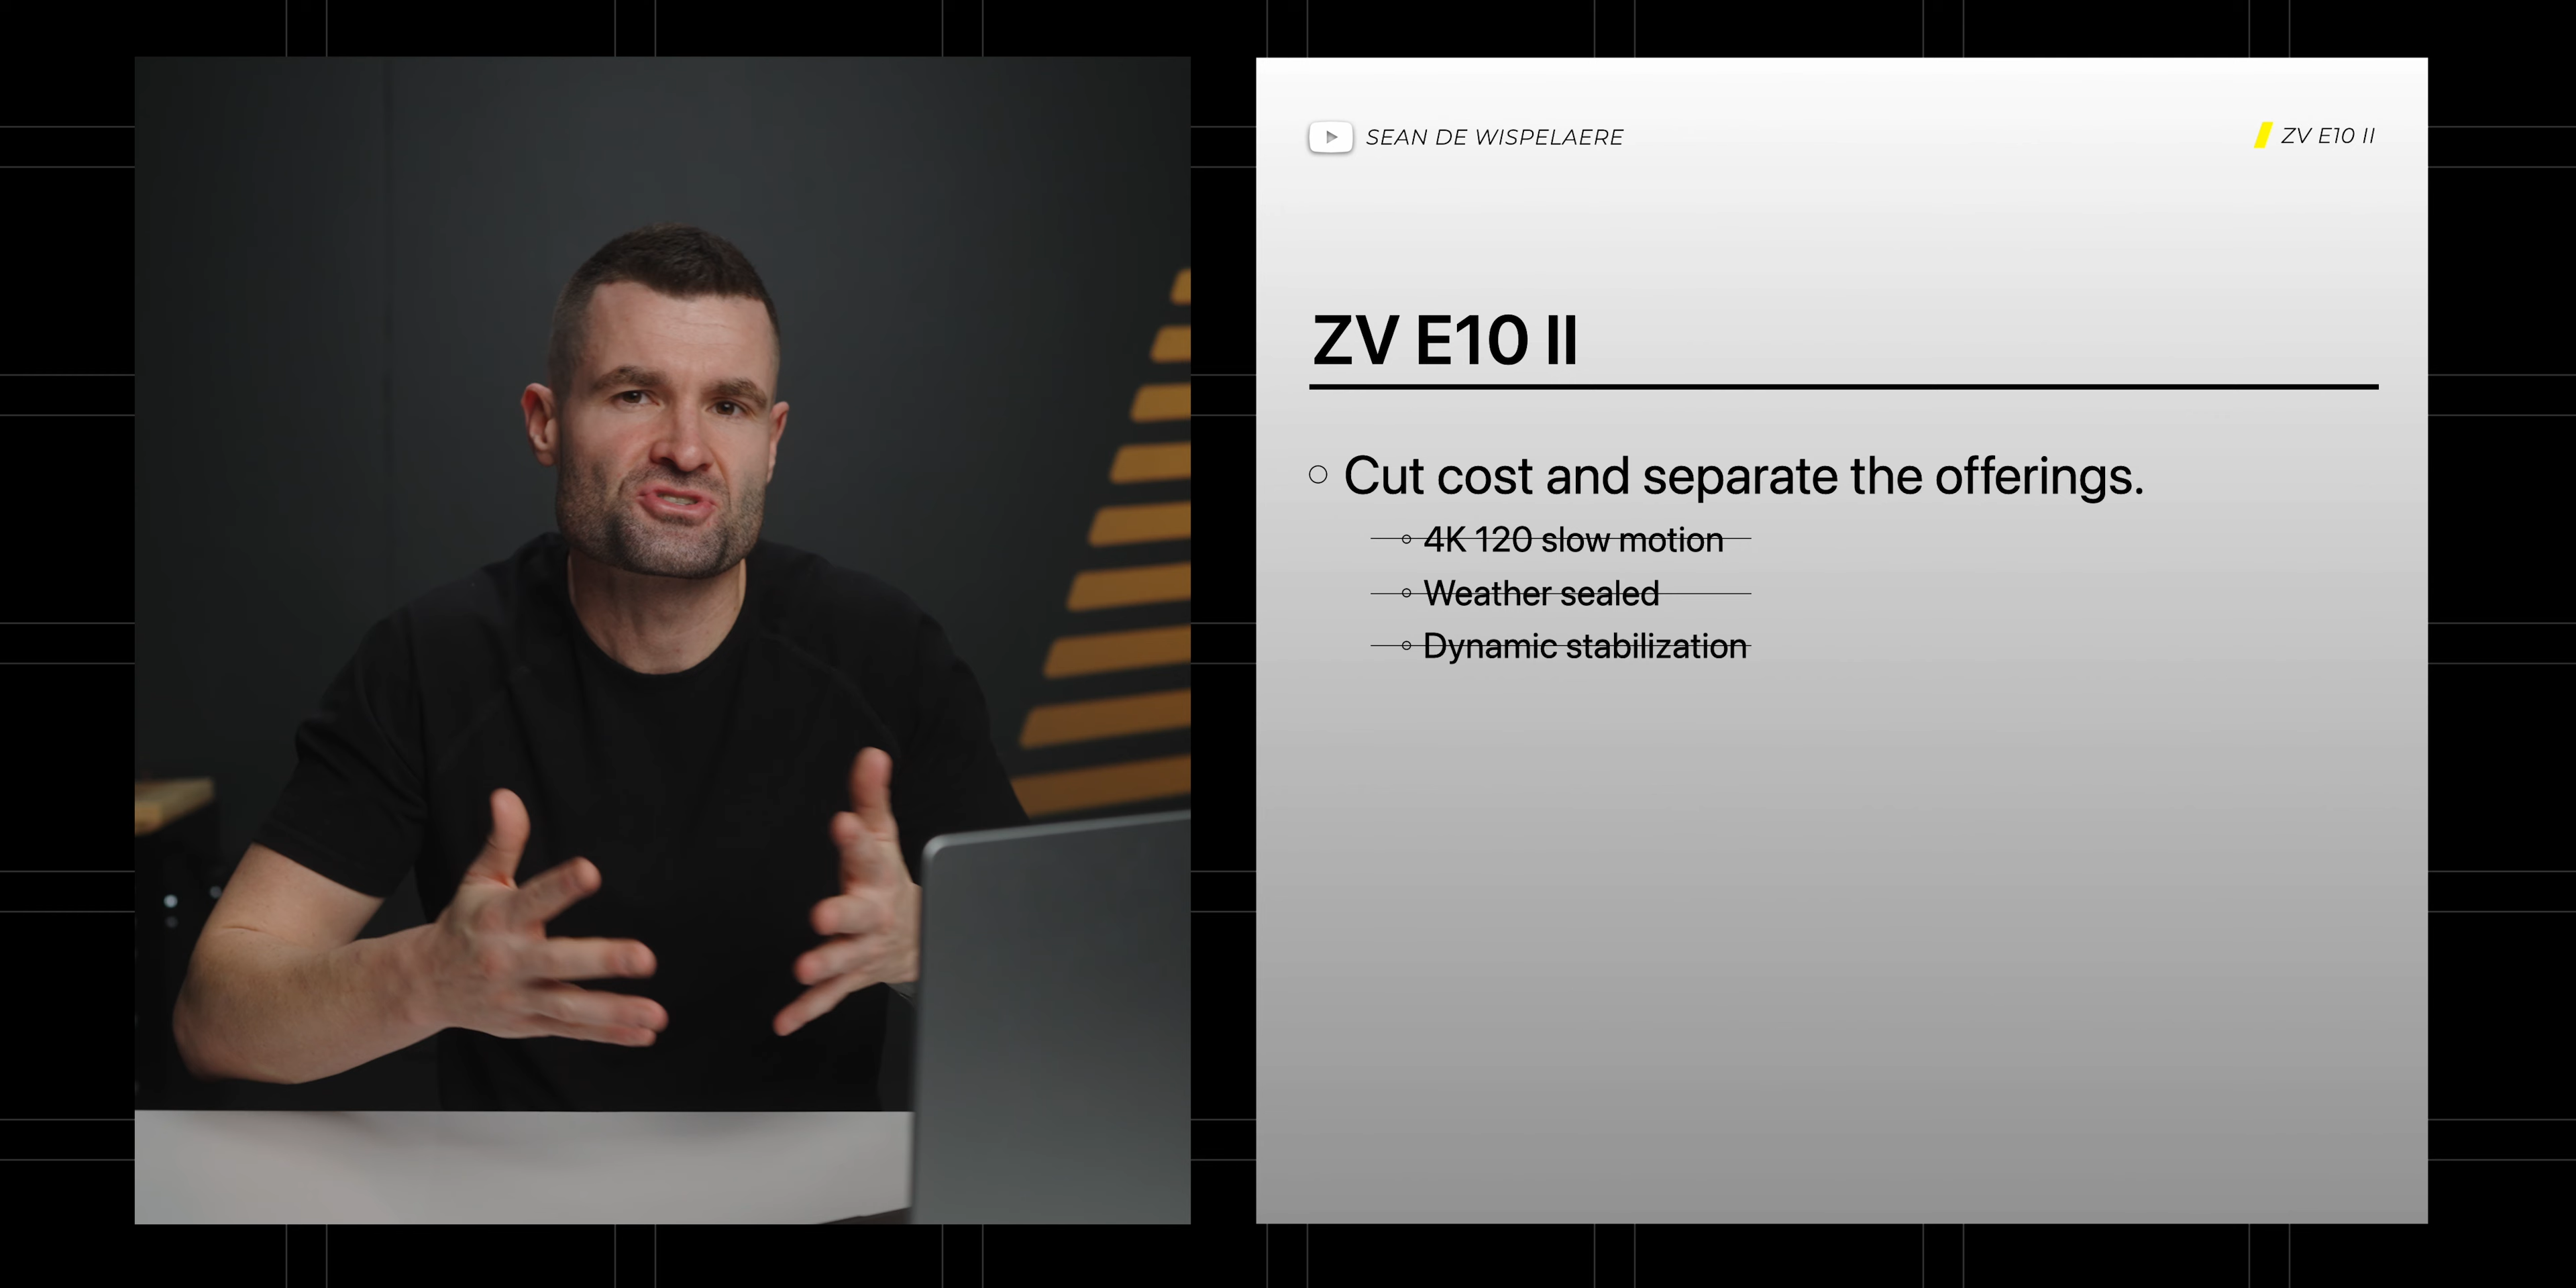 SEAN DE WISPELAERE
ZV E10 II
ZV E10 II
Cut cost and separate the offerings.
4K 120 slow motion
Weather sealed
Dynamic stabilization